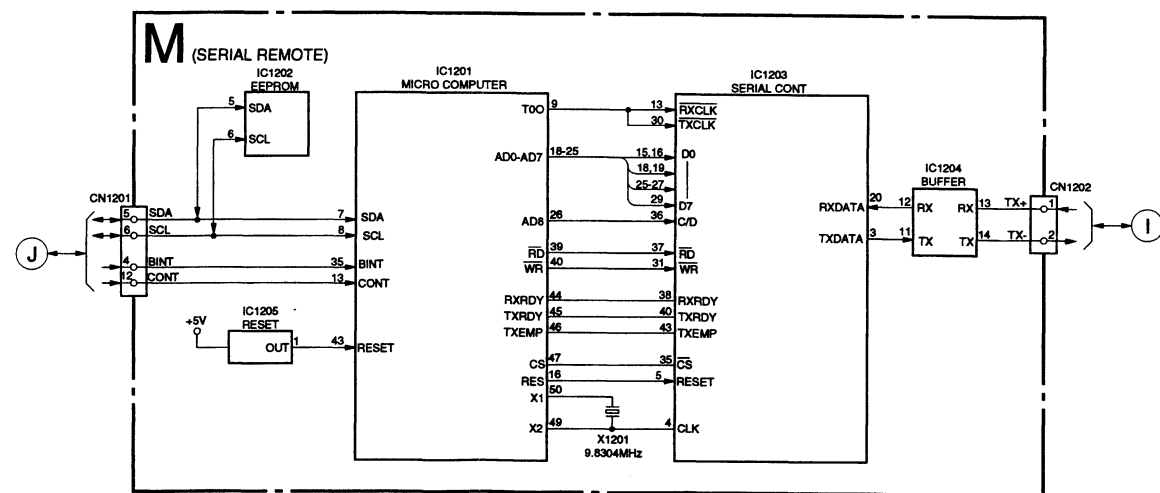 M (SERIAL REMOTE)
IC1202
EEPROM
5 SDA
6 SCL
IC1201
MICRO COMPUTER
IC1203
SERIAL CONT
T0O 9 13 RXCLK
30 TXCLK
AD0-AD7 18-25 15,16 D0
18,19
25-27
29 D7
AD8 26 36 C/D
RD 39 37 RD
WR 40 31 WR
RXRDY 44 38 RXRDY
TXRDY 45 40 TXRDY
TXEMP 46 43 TXEMP
CS 47 35 CS
RES 16 5 RESET
X1 50
X2 49 4 CLK
X1201
9.8304MHz
CN1201
5 SDA 7 SDA
6 SCL 8 SCL
4 BINT 35 BINT
12 CONT 13 CONT
J
+5V
IC1205
RESET
OUT 1 43 RESET
IC1204
BUFFER
RXDATA 20 12 RX RX 13 TX+ 1
TXDATA 3 11 TX TX 14 TX- 2
CN1202
I